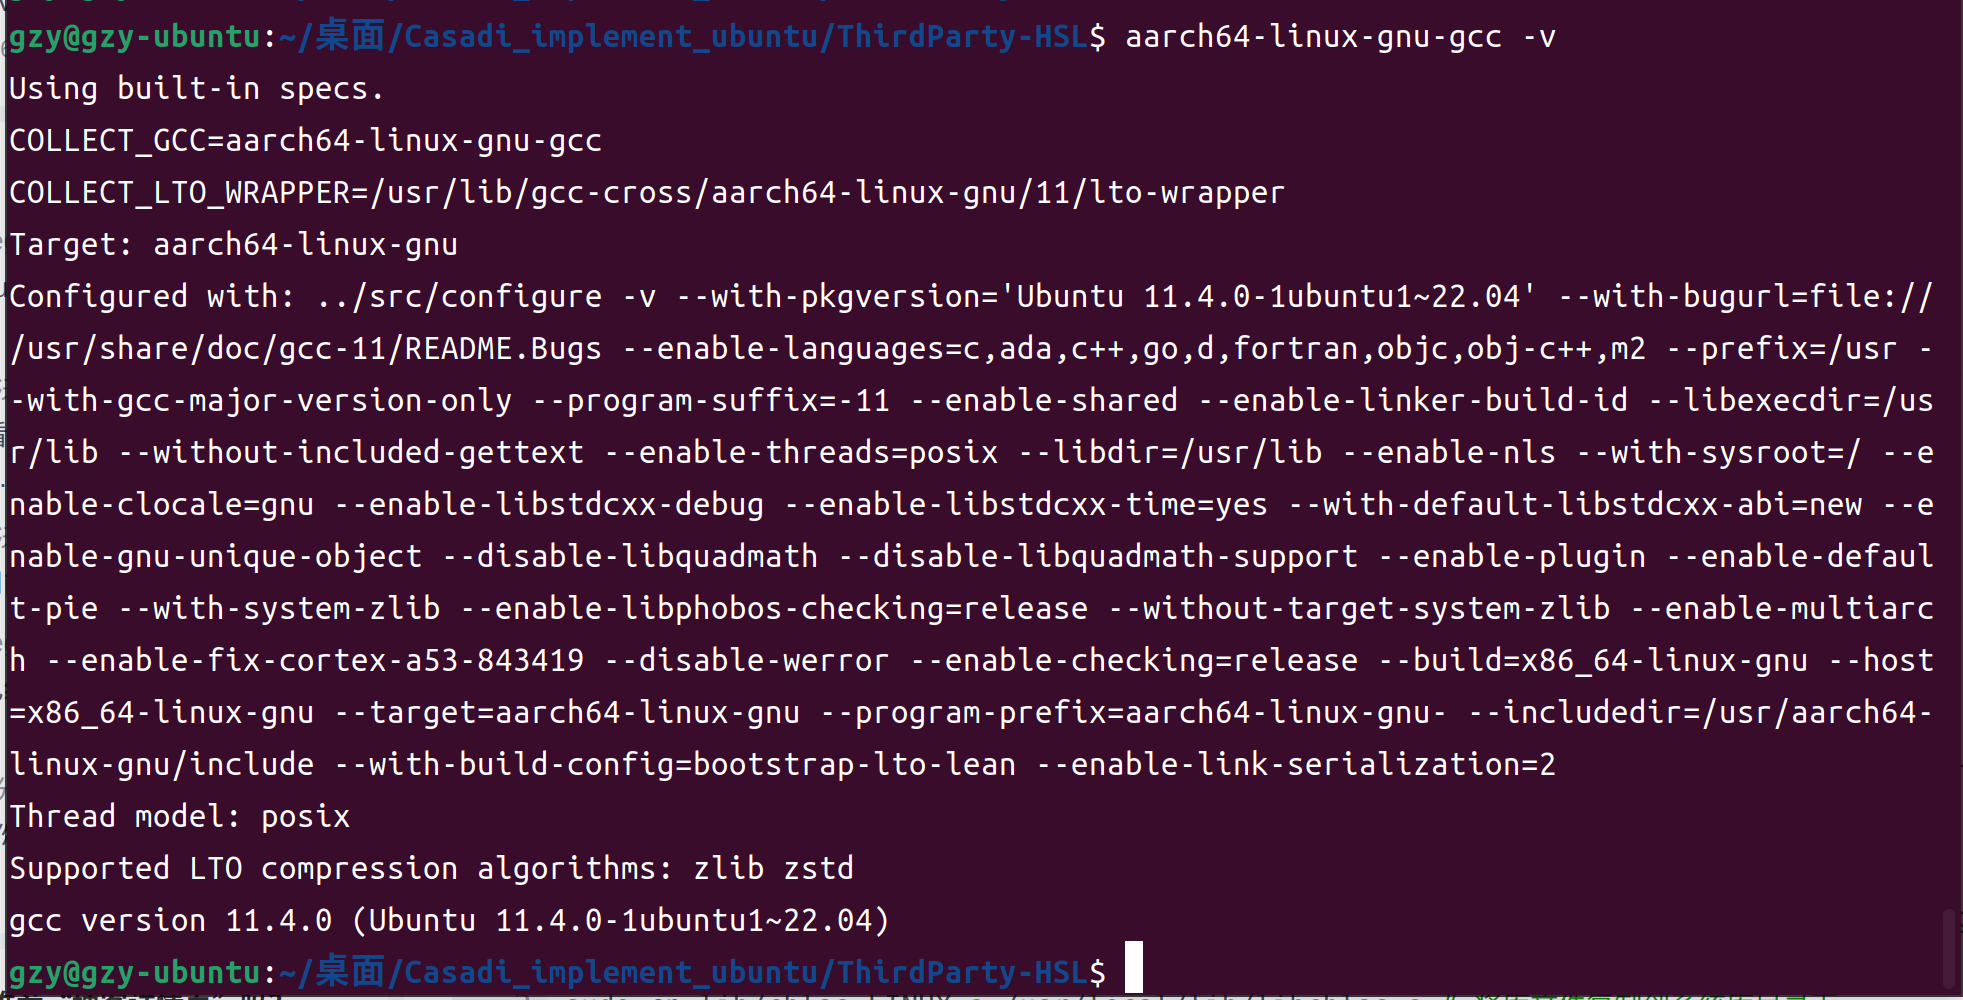 gzy@gzy-ubuntu:~/桌面/Casadi_implement_ubuntu/ThirdParty-HSL$ aarch64-linux-gnu-gcc -v
Using built-in specs.
COLLECT_GCC=aarch64-linux-gnu-gcc
COLLECT_LTO_WRAPPER=/usr/lib/gcc-cross/aarch64-linux-gnu/11/lto-wrapper
Target: aarch64-linux-gnu
Configured with: ../src/configure -v --with-pkgversion='Ubuntu 11.4.0-1ubuntu1~22.04' --with-bugurl=file://
/usr/share/doc/gcc-11/README.Bugs --enable-languages=c,ada,c++,go,d,fortran,objc,obj-c++,m2 --prefix=/usr -
-with-gcc-major-version-only --program-suffix=-11 --enable-shared --enable-linker-build-id --libexecdir=/us
r/lib --without-included-gettext --enable-threads=posix --libdir=/usr/lib --enable-nls --with-sysroot=/ --e
nable-clocale=gnu --enable-libstdcxx-debug --enable-libstdcxx-time=yes --with-default-libstdcxx-abi=new --e
nable-gnu-unique-object --disable-libquadmath --disable-libquadmath-support --enable-plugin --enable-defaul
t-pie --with-system-zlib --enable-libphobos-checking=release --without-target-system-zlib --enable-multiarc
h --enable-fix-cortex-a53-843419 --disable-werror --enable-checking=release --build=x86_64-linux-gnu --host
=x86_64-linux-gnu --target=aarch64-linux-gnu --program-prefix=aarch64-linux-gnu- --includedir=/usr/aarch64-
linux-gnu/include --with-build-config=bootstrap-lto-lean --enable-link-serialization=2
Thread model: posix
Supported LTO compression algorithms: zlib zstd
gcc version 11.4.0 (Ubuntu 11.4.0-1ubuntu1~22.04)
gzy@gzy-ubuntu:~/桌面/Casadi_implement_ubuntu/ThirdParty-HSL$